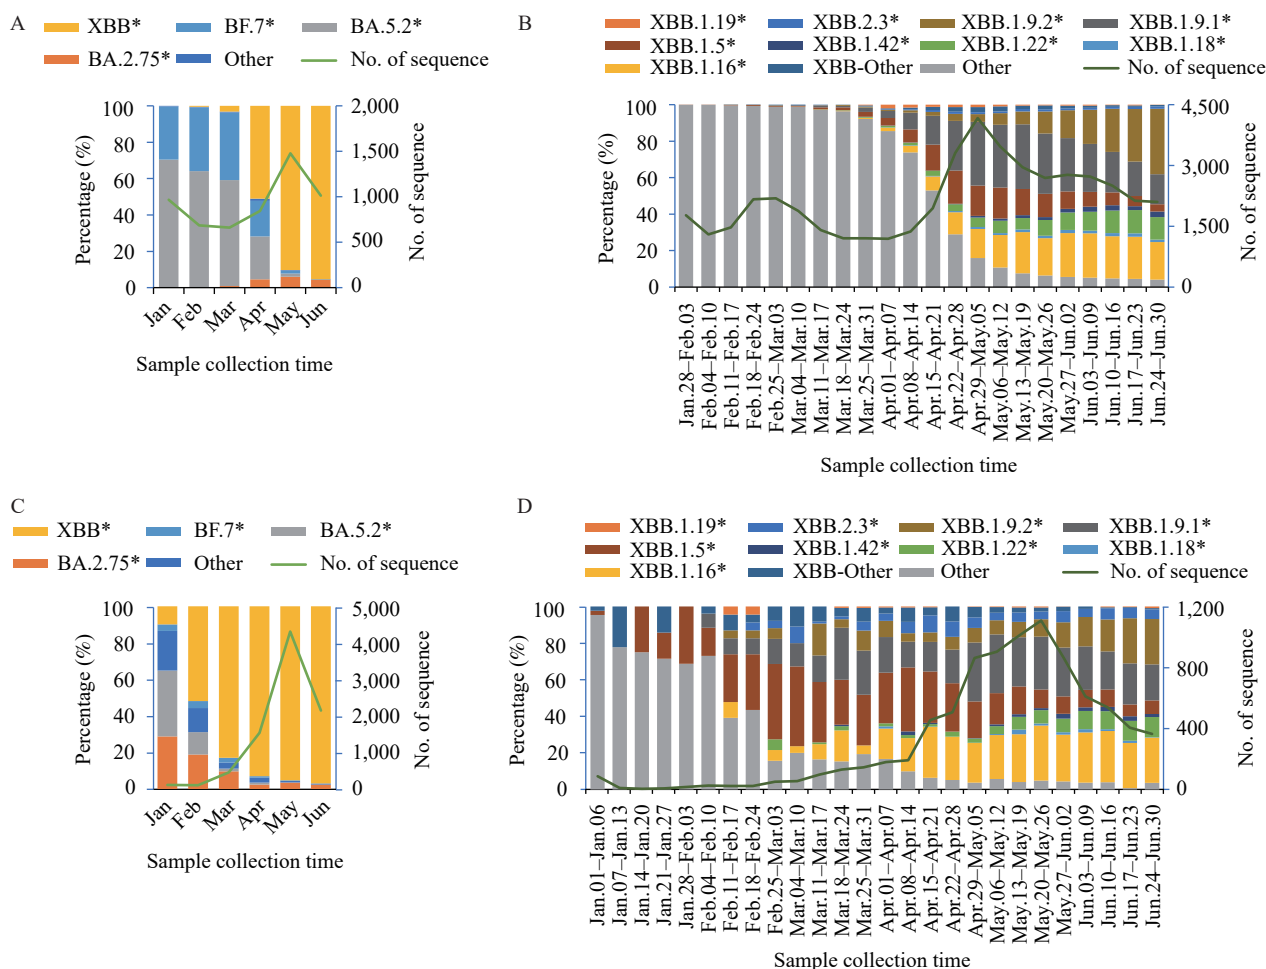 A
XBB* BF.7* BA.5.2*
BA.2.75* Other No. of sequence
Percentage (%)
100
80
60
40
20
0
2,000
1,500
1,000
500
0
No. of sequence
Jan Feb Mar Apr May Jun
Sample collection time
B
XBB.1.19* XBB.2.3* XBB.1.9.2* XBB.1.9.1*
XBB.1.5* XBB.1.42* XBB.1.22* XBB.1.18*
XBB.1.16* XBB-Other Other No. of sequence
Percentage (%)
100
80
60
40
20
0
4,500
3,000
1,500
0
No. of sequence
Jan.28–Feb.03
Feb.04–Feb.10
Feb.11–Feb.17
Feb.18–Feb.24
Feb.25–Mar.03
Mar.04–Mar.10
Mar.11–Mar.17
Mar.18–Mar.24
Mar.25–Mar.31
Apr.01–Apr.07
Apr.08–Apr.14
Apr.15–Apr.21
Apr.22–Apr.28
Apr.29–May.05
May.06–May.12
May.13–May.19
May.20–May.26
May.27–Jun.02
Jun.03–Jun.09
Jun.10–Jun.16
Jun.17–Jun.23
Jun.24–Jun.30
Sample collection time
C
XBB* BF.7* BA.5.2*
BA.2.75* Other No. of sequence
Percentage (%)
100
80
60
40
20
0
5,000
4,000
3,000
2,000
1,000
0
No. of sequence
Jan Feb Mar Apr May Jun
Sample collection time
D
XBB.1.19* XBB.2.3* XBB.1.9.2* XBB.1.9.1*
XBB.1.5* XBB.1.42* XBB.1.22* XBB.1.18*
XBB.1.16* XBB-Other Other No. of sequence
Percentage (%)
100
80
60
40
20
0
1,200
800
400
0
No. of sequence
Jan.01–Jan.06
Jan.07–Jan.13
Jan.14–Jan.20
Jan.21–Jan.27
Jan.28–Feb.03
Feb.04–Feb.10
Feb.11–Feb.17
Feb.18–Feb.24
Feb.25–Mar.03
Mar.04–Mar.10
Mar.11–Mar.17
Mar.18–Mar.24
Mar.25–Mar.31
Apr.01–Apr.07
Apr.08–Apr.14
Apr.15–Apr.21
Apr.22–Apr.28
Apr.29–May.05
May.06–May.12
May.13–May.19
May.20–May.26
May.27–Jun.02
Jun.03–Jun.09
Jun.10–Jun.16
Jun.17–Jun.23
Jun.24–Jun.30
Sample collection time